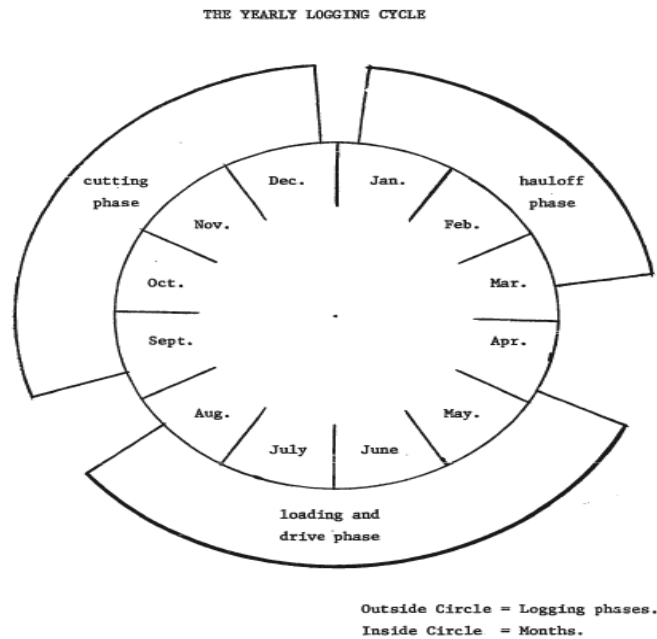 THE YEARLY LOGGING CYCLE
cutting
phase
hauloff
phase
Dec.
Jan.
Nov.
Feb.
Oct.
Mar.
Sept.
Apr.
Aug.
May.
July
June
loading and
drive phase
Outside Circle = Logging phases.
Inside Circle = Months.